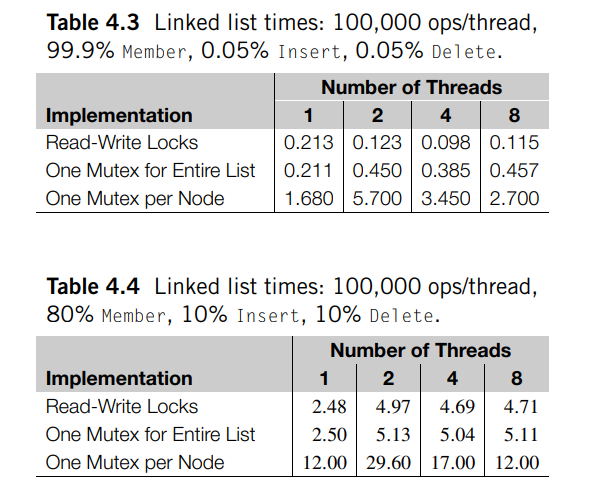 Table 4.3 Linked list times: 100,000 ops/thread,
99.9% Member, 0.05% Insert, 0.05% Delete.
Number of Threads
Implementation 1 2 4 8
Read-Write Locks 0.213 0.123 0.098 0.115
One Mutex for Entire List 0.211 0.450 0.385 0.457
One Mutex per Node 1.680 5.700 3.450 2.700
Table 4.4 Linked list times: 100,000 ops/thread,
80% Member, 10% Insert, 10% Delete.
Number of Threads
Implementation 1 2 4 8
Read-Write Locks 2.48 4.97 4.69 4.71
One Mutex for Entire List 2.50 5.13 5.04 5.11
One Mutex per Node 12.00 29.60 17.00 12.00